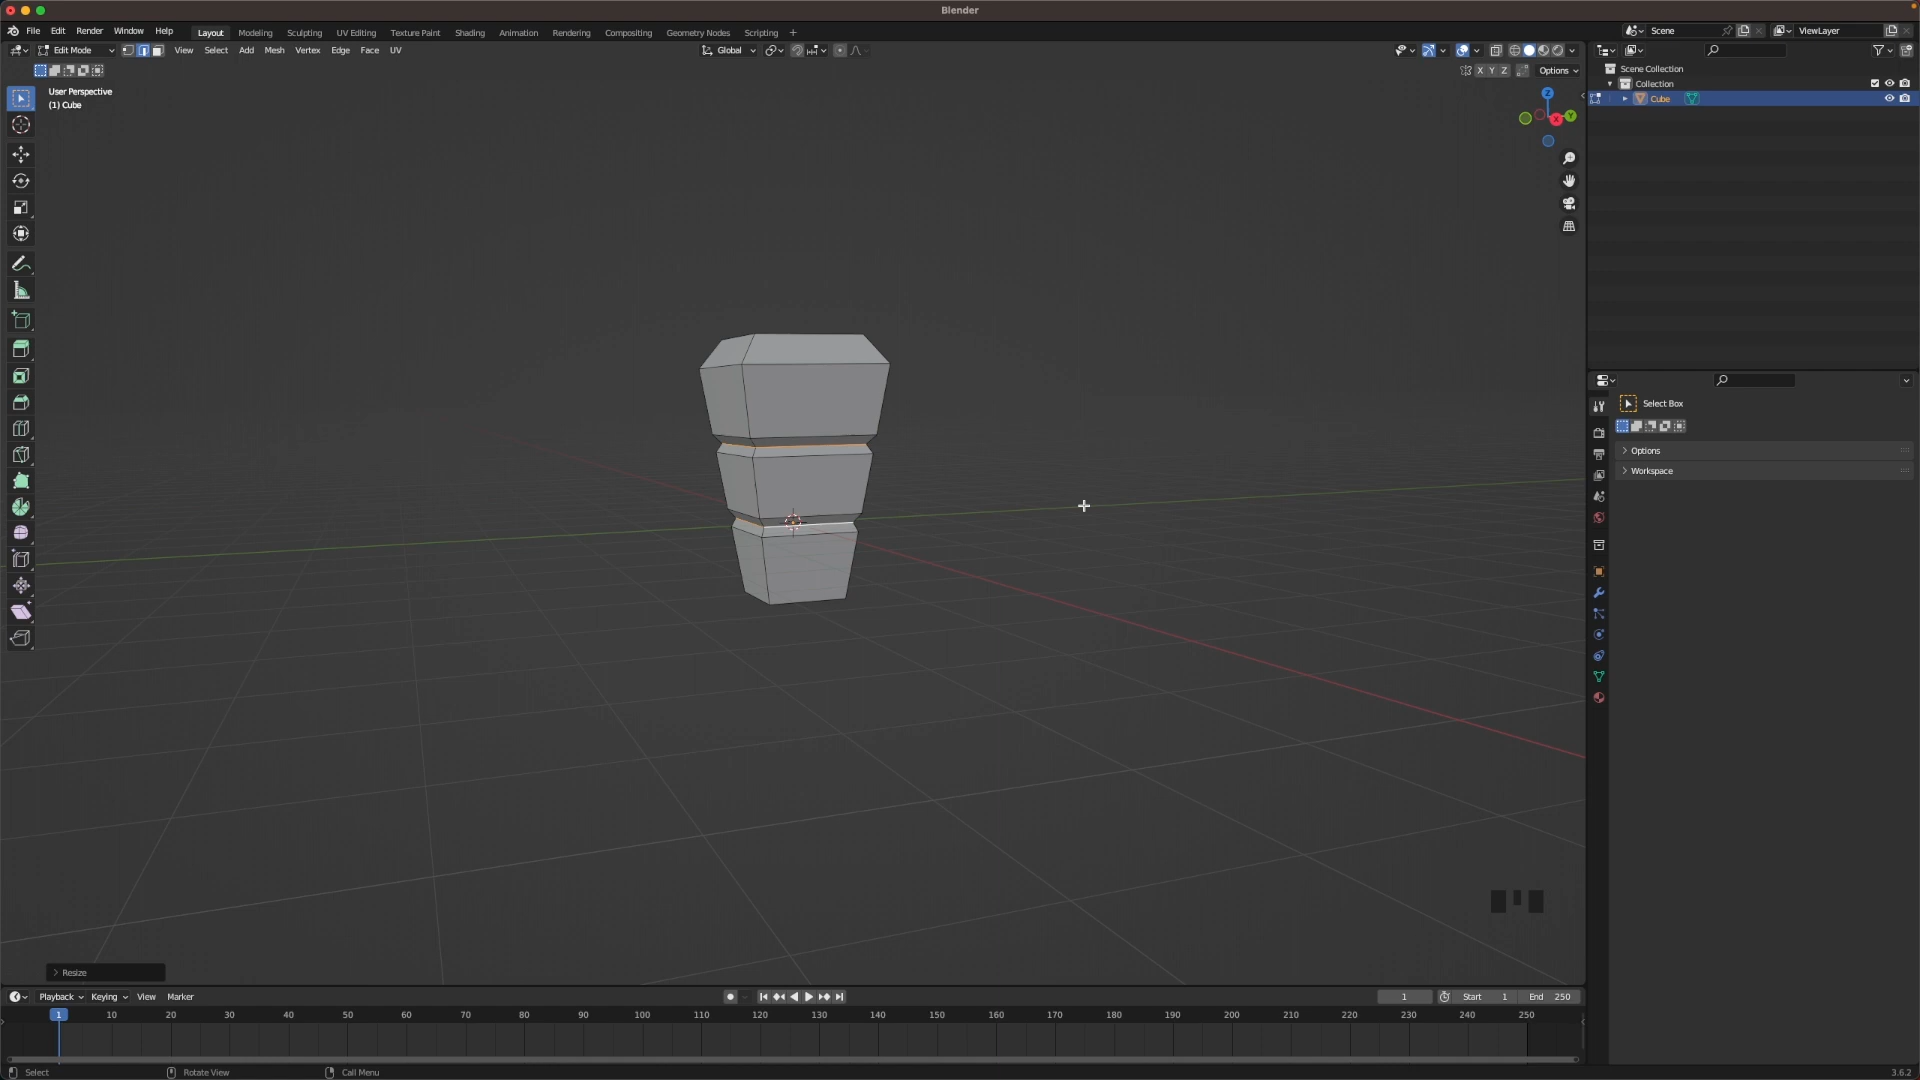 Blender
File Edit Render Window Help Layout Modeling Sculpting UV Editing Texture Paint Shading Animation Rendering Compositing Geometry Nodes Scripting + Scene ViewLayer
Edit Mode View Select Add Mesh Vertex Edge Face UV Global
X Y Z Options
User Perspective
(1) Cube
Z
X Y
Scene Collection
Collection
Cube
Select Box
Options
Workspace
Resize
Playback Keying View Marker 1 Start 1 End 250
1 10 20 30 40 50 60 70 80 90 100 110 120 130 140 150 160 170 180 190 200 210 220 230 240 250
Select Rotate View Call Menu 3.6.2